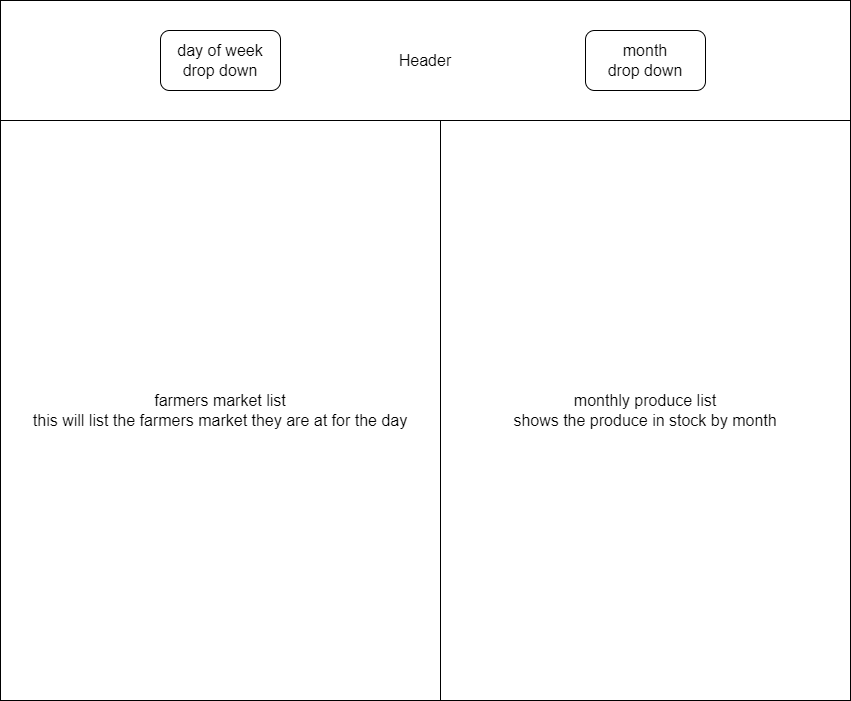 day of week
drop down
Header
month
drop down
farmers market list
this will list the farmers market they are at for the day
monthly produce list
shows the produce in stock by month